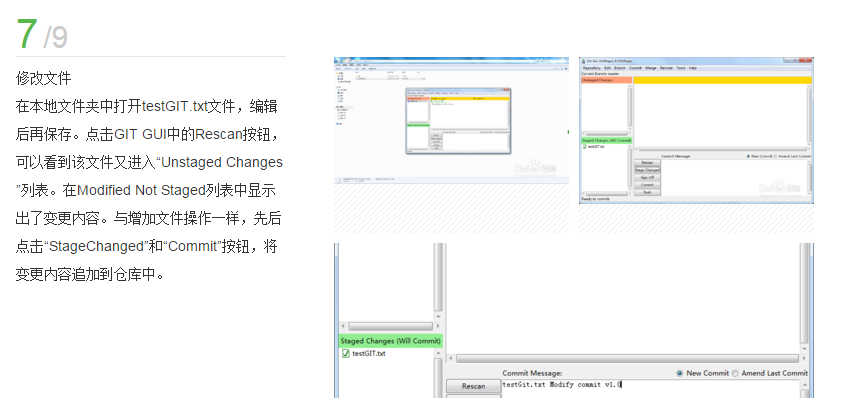 7/9
修改文件
在本地文件夹中打开testGIT.txt文件，编辑
后再保存。点击GIT GUI中的Rescan按钮，
可以看到该文件又进入“Unstaged Changes
”列表。在Modified Not Staged列表中显示
出了变更内容。与增加文件操作一样，先后
点击“StageChanged”和“Commit”按钮，将
变更内容追加到仓库中。
Repository Edit Branch Commit Merge Remote Tools Help
Current Branch: master
Unstaged Changes
Staged Changes (Will Commit)
testGIT.txt
Commit Message:
New Commit
Amend Last Commit
Rescan
Stage Changed
Sign Off
Commit
Push
Ready to commit.
Staged Changes (Will Commit)
testGIT.txt
Commit Message:
New Commit
Amend Last Commit
Rescan
testGit.txt Modify commit v1.0